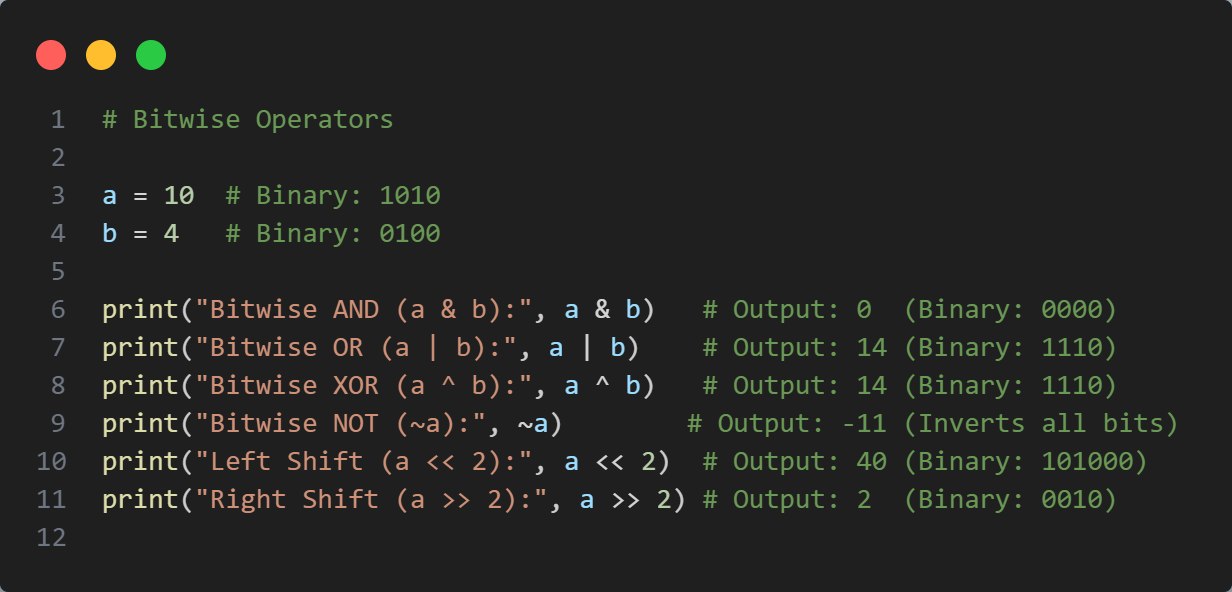 1 # Bitwise Operators
2
3 a = 10  # Binary: 1010
4 b = 4   # Binary: 0100
5
6 print("Bitwise AND (a & b):", a & b)   # Output: 0  (Binary: 0000)
7 print("Bitwise OR (a | b):", a | b)    # Output: 14 (Binary: 1110)
8 print("Bitwise XOR (a ^ b):", a ^ b)   # Output: 14 (Binary: 1110)
9 print("Bitwise NOT (~a):", ~a)        # Output: -11 (Inverts all bits)
10 print("Left Shift (a << 2):", a << 2)  # Output: 40 (Binary: 101000)
11 print("Right Shift (a >> 2):", a >> 2) # Output: 2  (Binary: 0010)
12